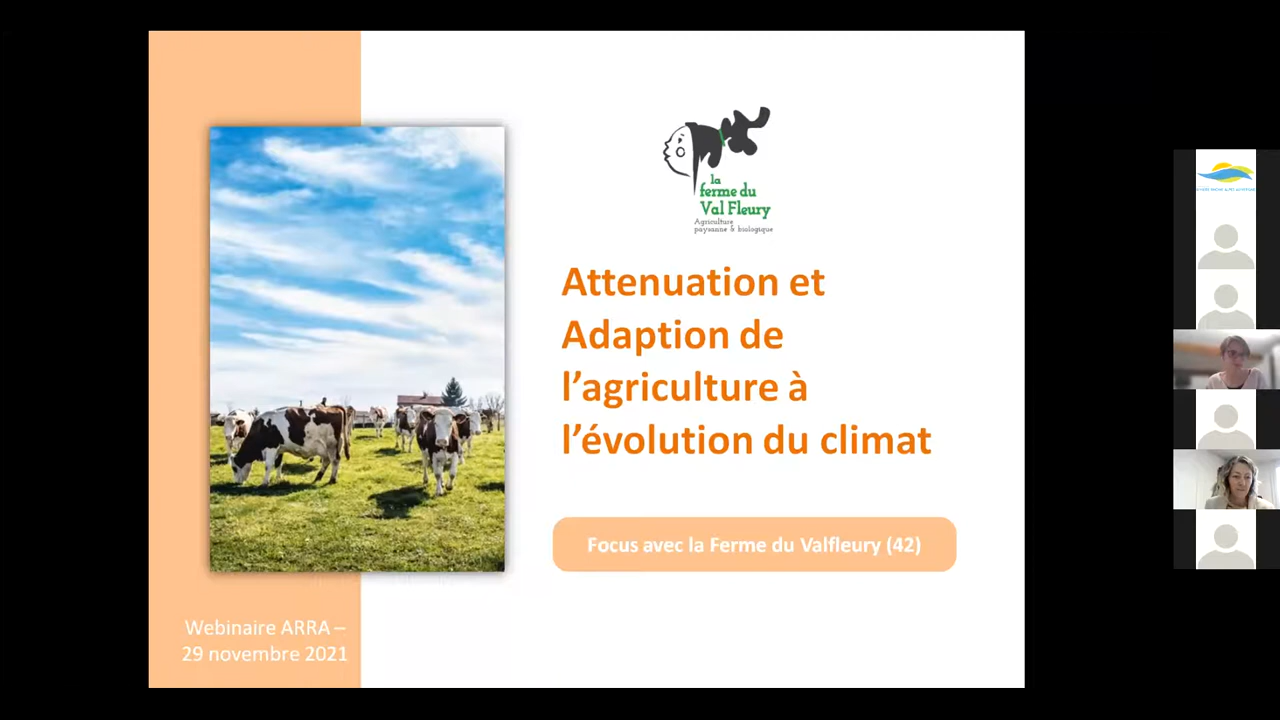 la
ferme du
Val Fleury
Agriculture
paysanne & biologique
Attenuation et
Adaption de
l’agriculture à
l’évolution du climat
Focus avec la Ferme du Valfleury (42)
Webinaire ARRA –
29 novembre 2021